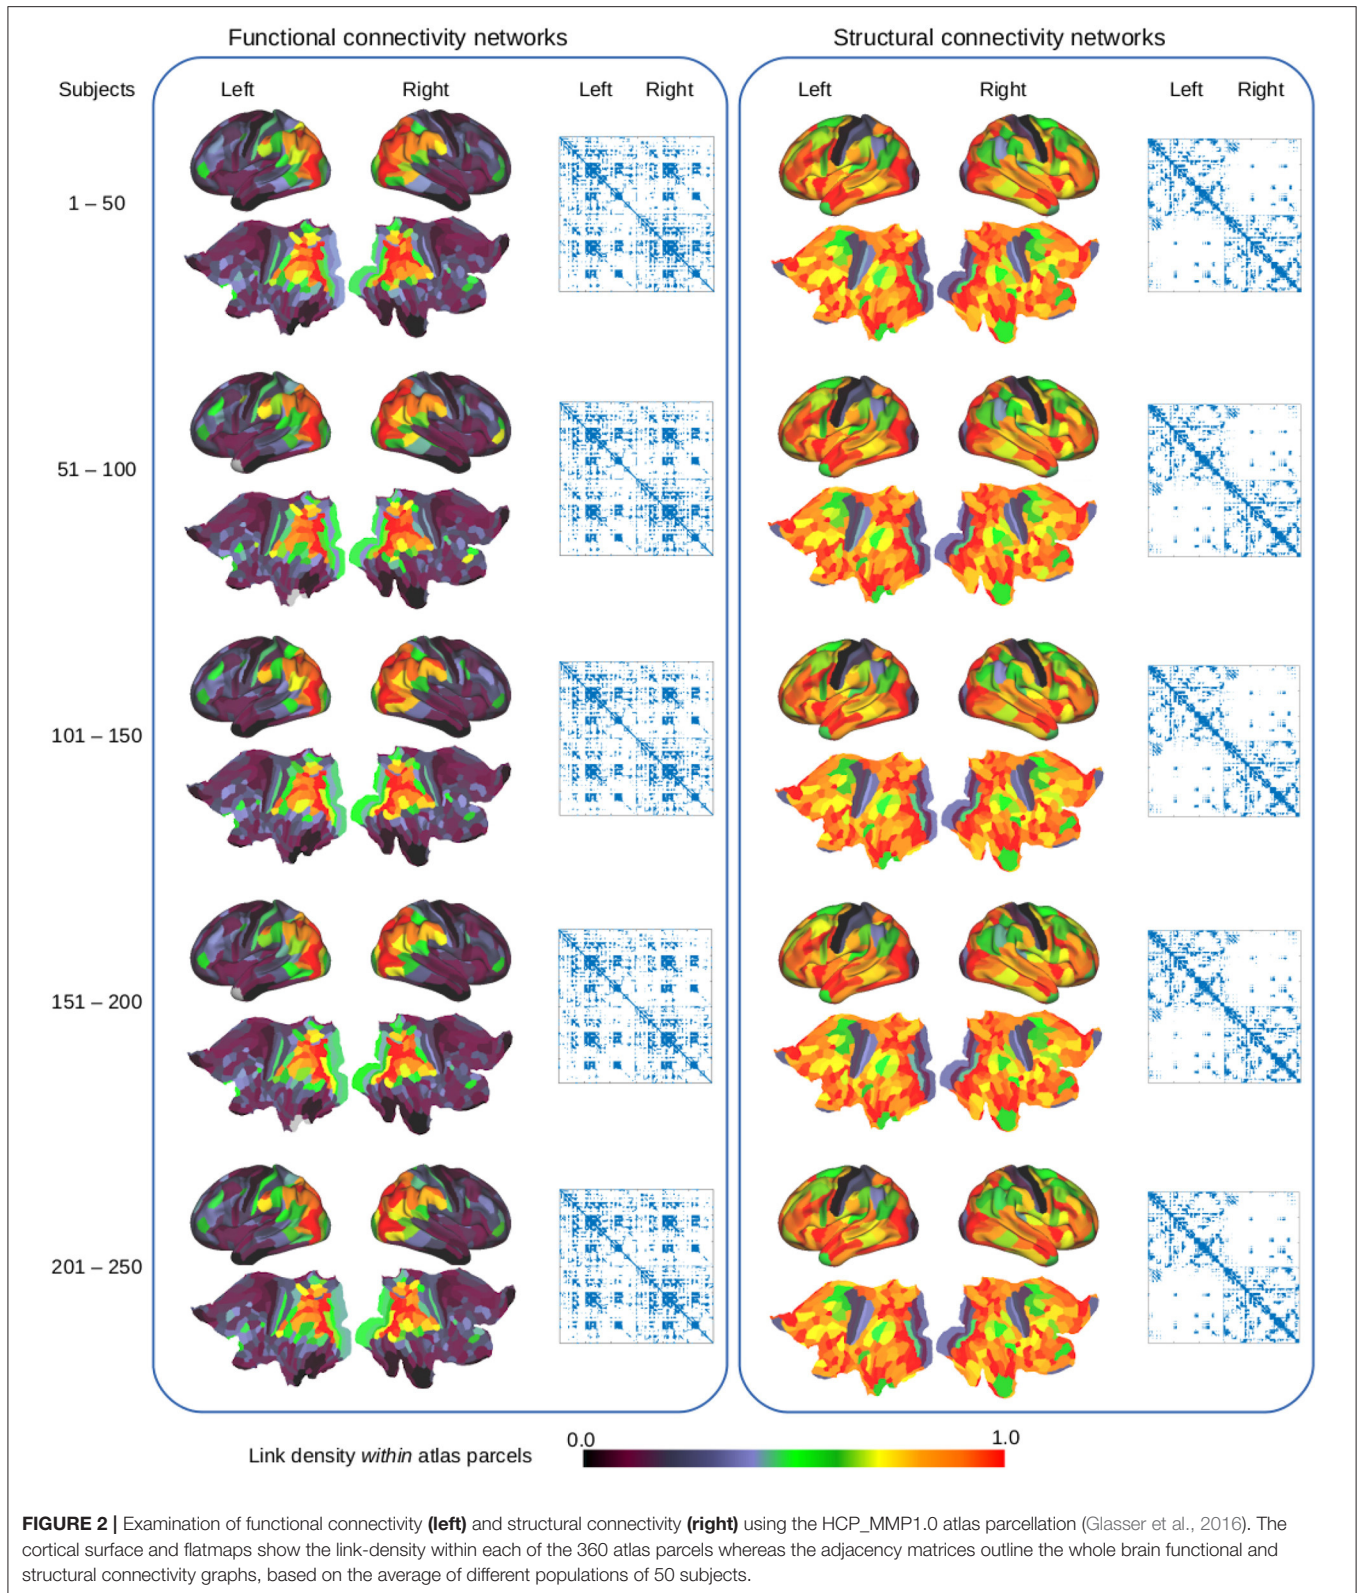 Functional connectivity networks
Structural connectivity networks
Subjects
Left
Right
Left
Right
Left
Right
Left
Right
1 – 50
51 – 100
101 – 150
151 – 200
201 – 250
Link density within atlas parcels
0.0
1.0
FIGURE 2 | Examination of functional connectivity (left) and structural connectivity (right) using the HCP_MMP1.0 atlas parcellation (Glasser et al., 2016). The
cortical surface and flatmaps show the link-density within each of the 360 atlas parcels whereas the adjacency matrices outline the whole brain functional and
structural connectivity graphs, based on the average of different populations of 50 subjects.